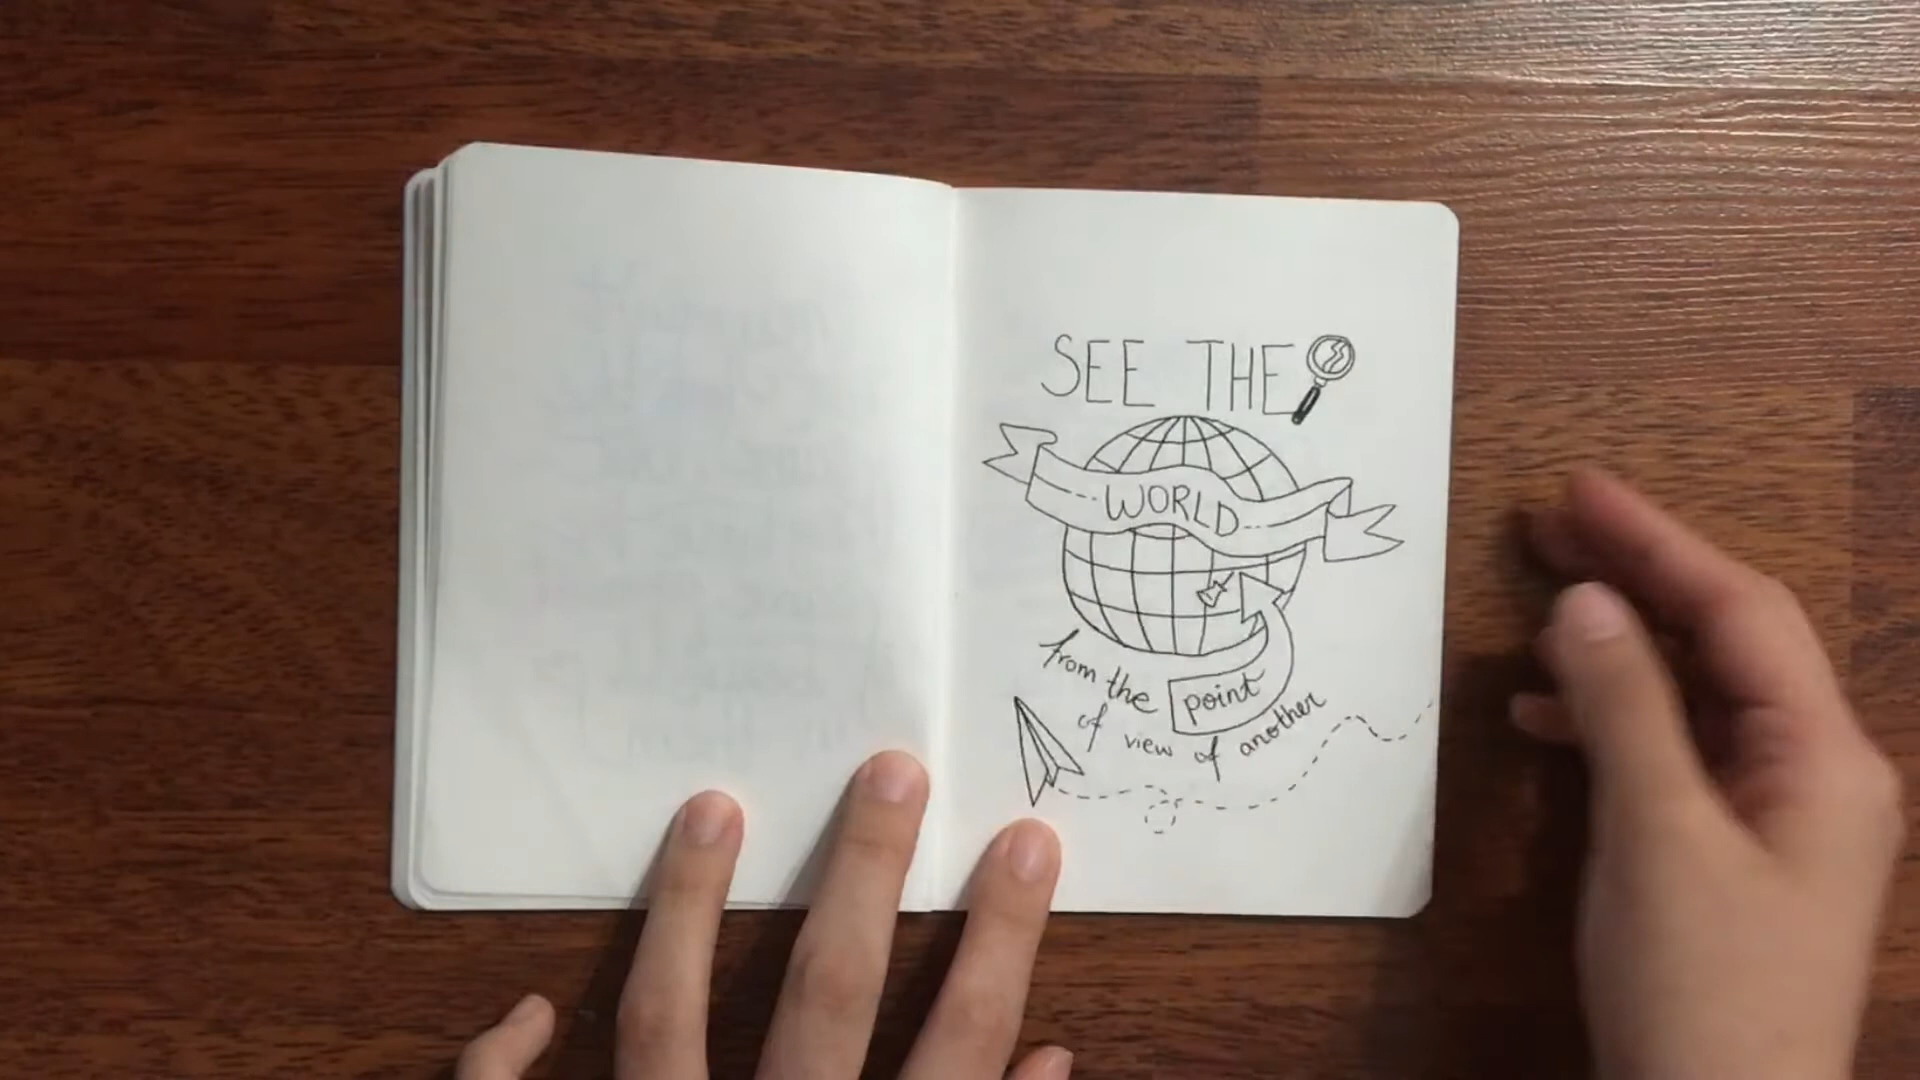 SEE THE
WORLD
from the point
of view of another